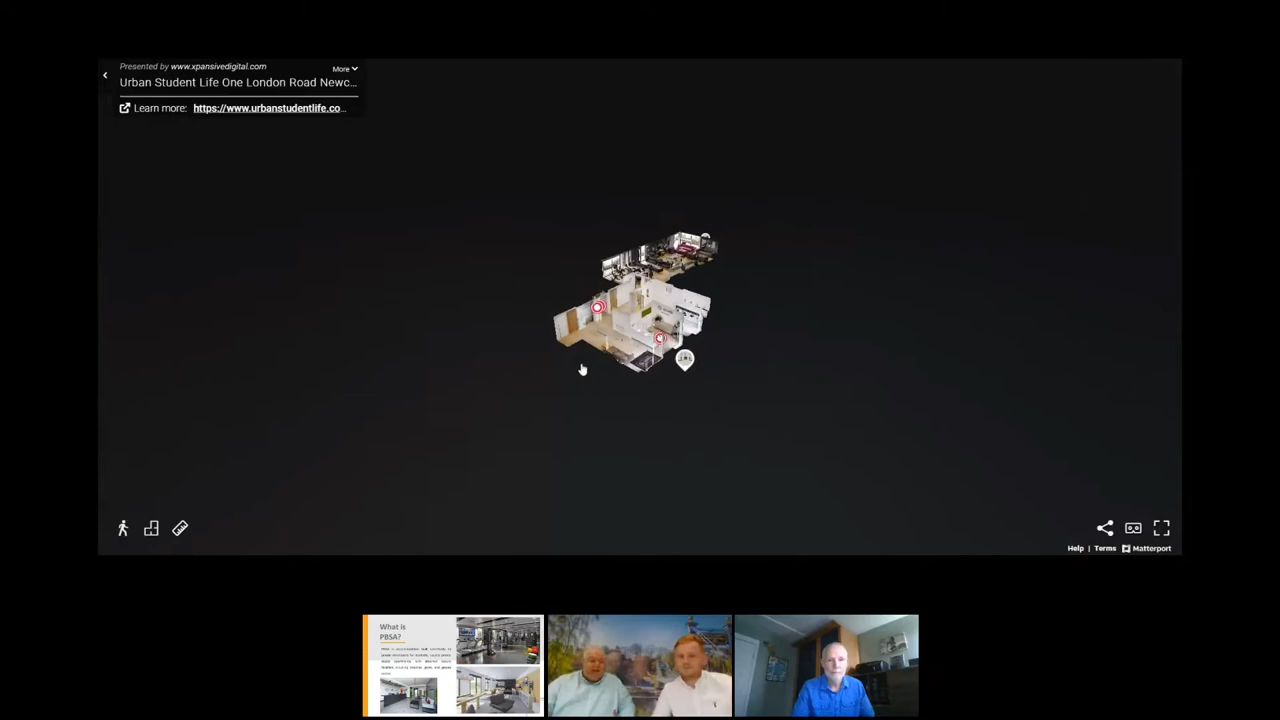 Presented by www.xpansivedigital.com
More
Urban Student Life One London Road Newc...
Learn more: https://www.urbanstudentlife.co...
Help | Terms Matterport
What is
PBSA?